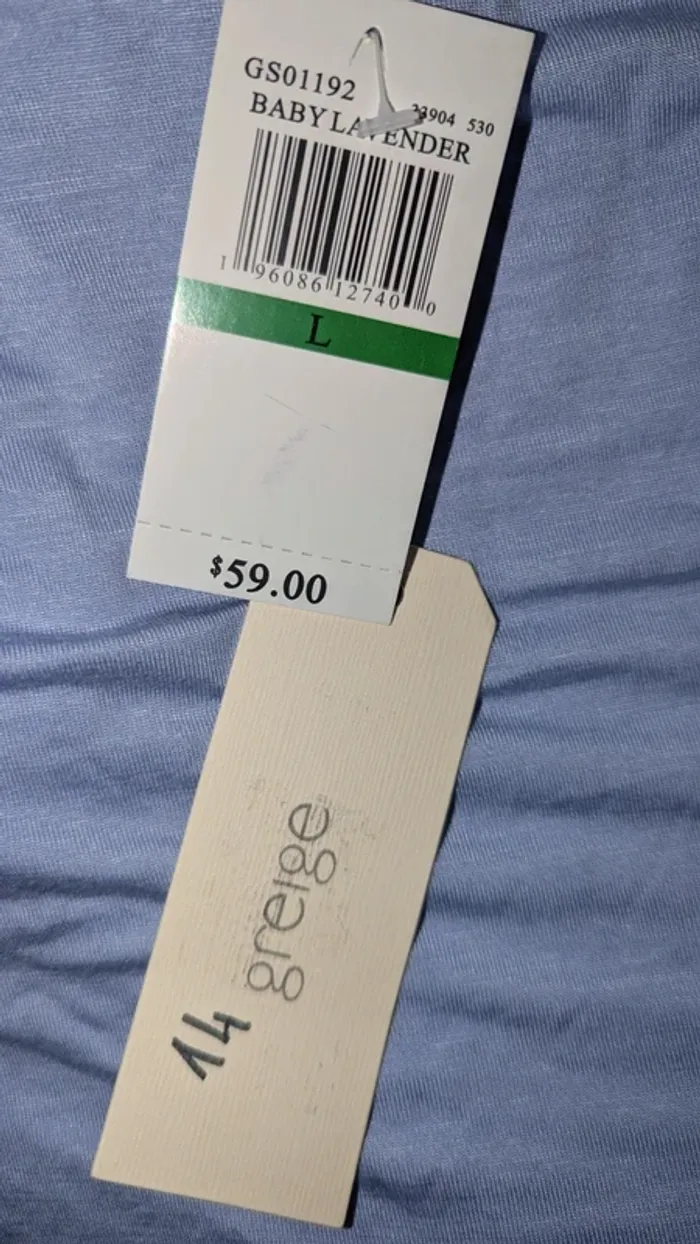 GS01192
23904 530
BABY LAVENDER
1 96086 12740 0
L
$59.00
greige
14